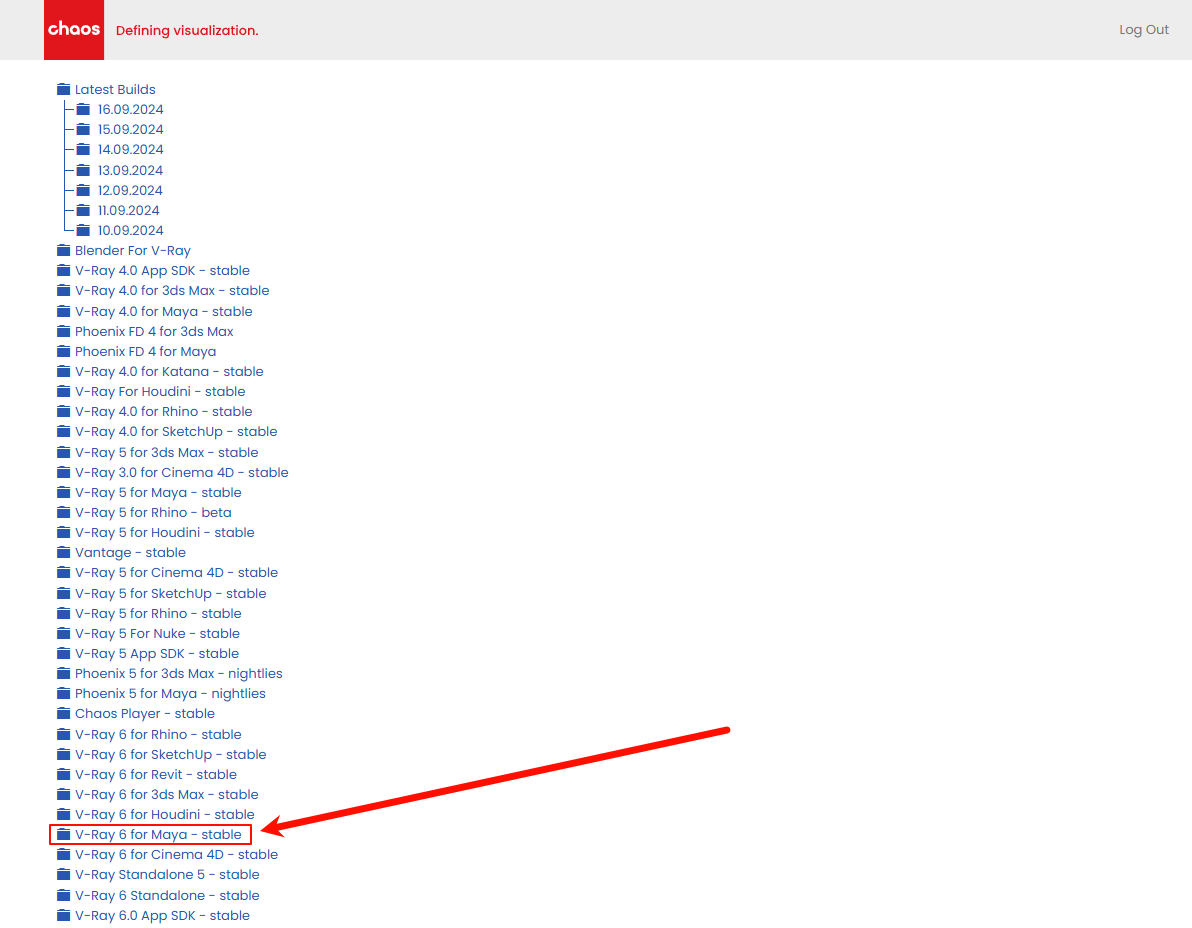 chaos
Defining visualization.
Log Out
Latest Builds
16.09.2024
15.09.2024
14.09.2024
13.09.2024
12.09.2024
11.09.2024
10.09.2024
Blender For V-Ray
V-Ray 4.0 App SDK - stable
V-Ray 4.0 for 3ds Max - stable
V-Ray 4.0 for Maya - stable
Phoenix FD 4 for 3ds Max
Phoenix FD 4 for Maya
V-Ray 4.0 for Katana - stable
V-Ray For Houdini - stable
V-Ray 4.0 for Rhino - stable
V-Ray 4.0 for SketchUp - stable
V-Ray 5 for 3ds Max - stable
V-Ray 3.0 for Cinema 4D - stable
V-Ray 5 for Maya - stable
V-Ray 5 for Rhino - beta
V-Ray 5 for Houdini - stable
Vantage - stable
V-Ray 5 for Cinema 4D - stable
V-Ray 5 for SketchUp - stable
V-Ray 5 for Rhino - stable
V-Ray 5 For Nuke - stable
V-Ray 5 App SDK - stable
Phoenix 5 for 3ds Max - nightlies
Phoenix 5 for Maya - nightlies
Chaos Player - stable
V-Ray 6 for Rhino - stable
V-Ray 6 for SketchUp - stable
V-Ray 6 for Revit - stable
V-Ray 6 for 3ds Max - stable
V-Ray 6 for Houdini - stable
V-Ray 6 for Maya - stable
V-Ray 6 for Cinema 4D - stable
V-Ray Standalone 5 - stable
V-Ray 6 Standalone - stable
V-Ray 6.0 App SDK - stable